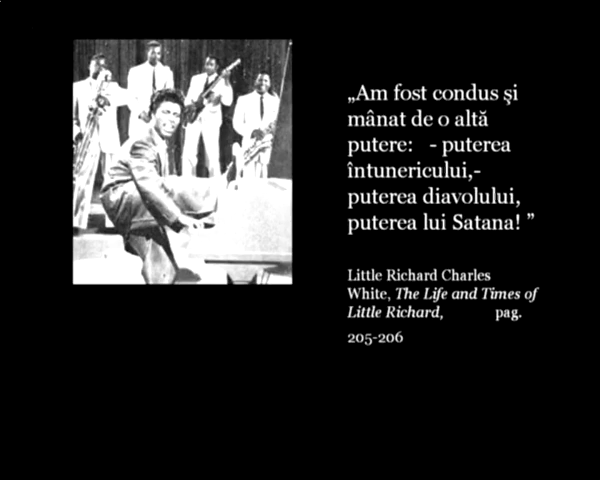 „Am fost condus şi
mânat de o altă
putere: - puterea
întunericului,-
puterea diavolului,
puterea lui Satana! ”
Little Richard Charles
White, The Life and Times of
Little Richard, pag.
205-206